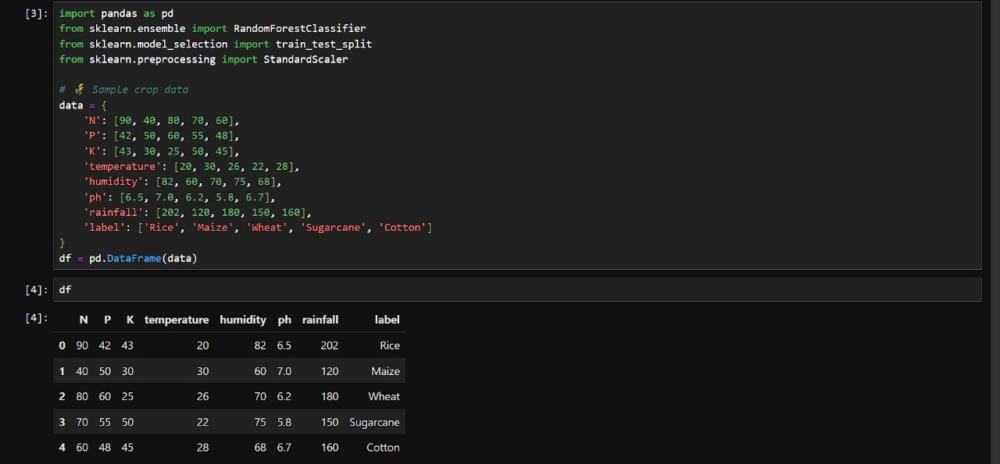 [3]: import pandas as pd
from sklearn.ensemble import RandomForestClassifier
from sklearn.model_selection import train_test_split
from sklearn.preprocessing import StandardScaler
# 🌾 Sample crop data
data = {
    'N': [90, 40, 80, 70, 60],
    'P': [42, 50, 60, 55, 48],
    'K': [43, 30, 25, 50, 45],
    'temperature': [20, 30, 26, 22, 28],
    'humidity': [82, 60, 70, 75, 68],
    'ph': [6.5, 7.0, 6.2, 5.8, 6.7],
    'rainfall': [202, 120, 180, 150, 160],
    'label': ['Rice', 'Maize', 'Wheat', 'Sugarcane', 'Cotton']
}
df = pd.DataFrame(data)
[4]: df
[4]: N P K temperature humidity ph rainfall label
0 90 42 43 20 82 6.5 202 Rice
1 40 50 30 30 60 7.0 120 Maize
2 80 60 25 26 70 6.2 180 Wheat
3 70 55 50 22 75 5.8 150 Sugarcane
4 60 48 45 28 68 6.7 160 Cotton